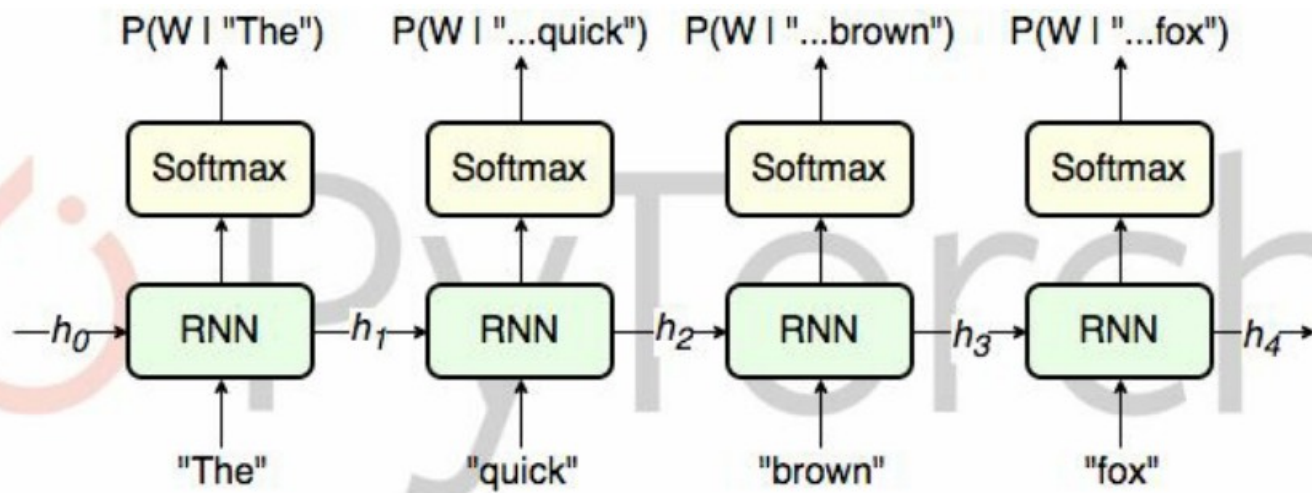 P(W | "The") P(W | "...quick") P(W | "...brown") P(W | "...fox")
Softmax Softmax Softmax Softmax
h0 RNN h1 RNN h2 RNN h3 RNN h4
"The" "quick" "brown" "fox"
PyTorch